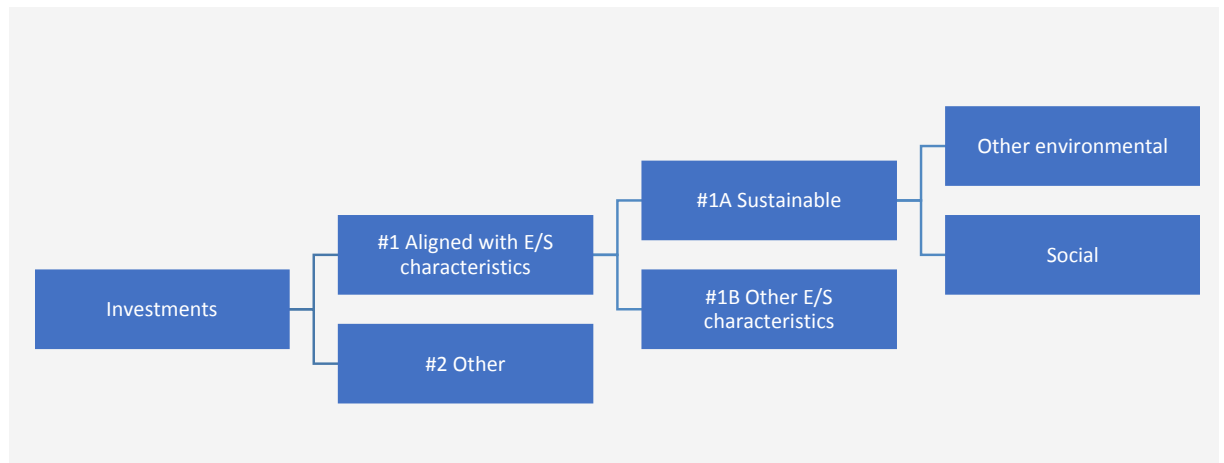 Investments
#1 Aligned with E/S
characteristics
#2 Other
#1A Sustainable
#1B Other E/S
characteristics
Other environmental
Social